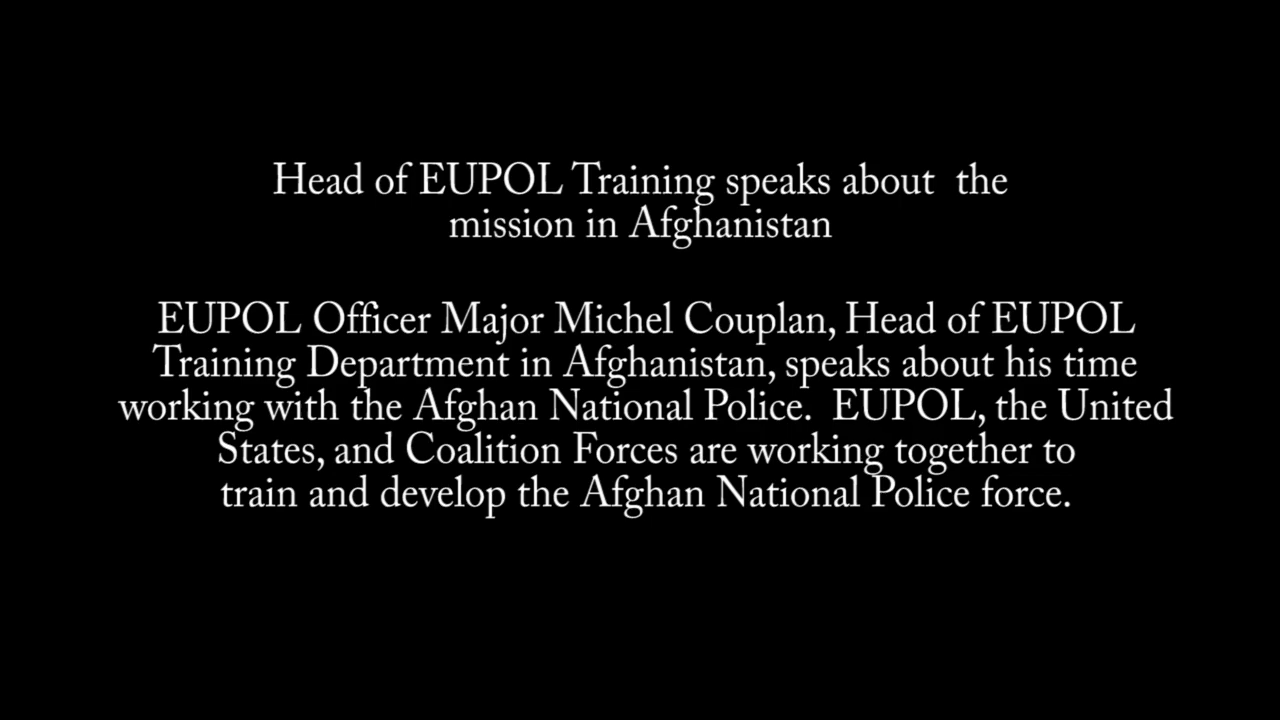 Head of EUPOL Training speaks about  the
mission in Afghanistan
EUPOL Officer Major Michel Couplan, Head of EUPOL
Training Department in Afghanistan, speaks about his time
working with the Afghan National Police.  EUPOL, the United
States, and Coalition Forces are working together to
train and develop the Afghan National Police force.